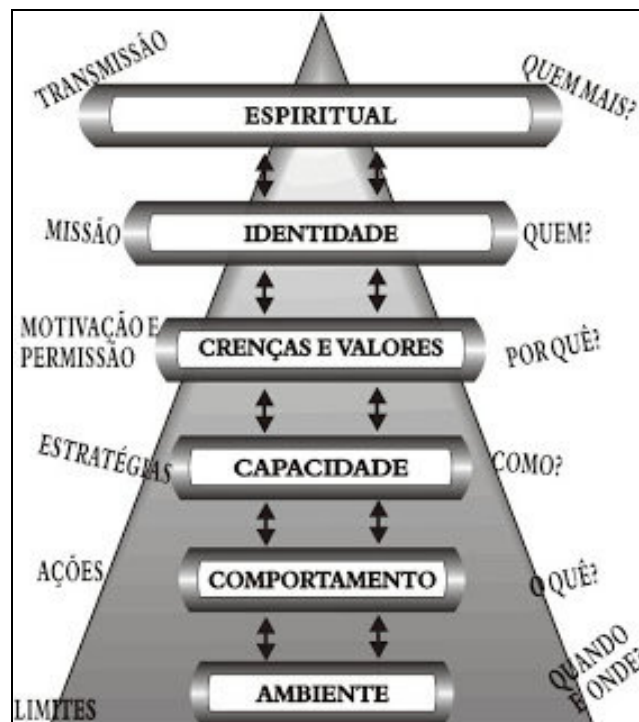 TRANSMISSÃO
QUEM MAIS?
ESPIRITUAL
MISSÃO
IDENTIDADE
QUEM?
MOTIVAÇÃO E
PERMISSÃO
CRENÇAS E VALORES
POR QUÊ?
ESTRATÉGIAS
CAPACIDADE
COMO?
AÇÕES
COMPORTAMENTO
O QUÊ?
LIMITES
AMBIENTE
QUANDO
E ONDE?